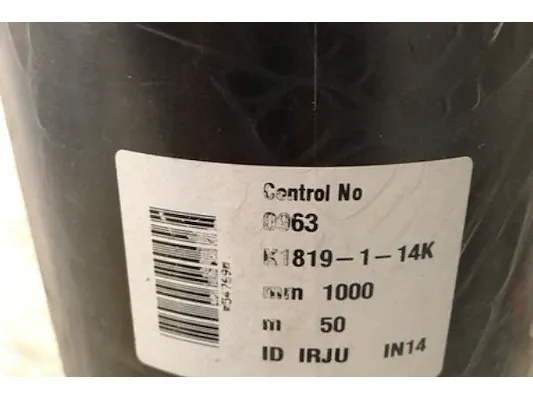 Control No
0963
K1819-1-14K
mm 1000
m 50
ID IRJU IN14